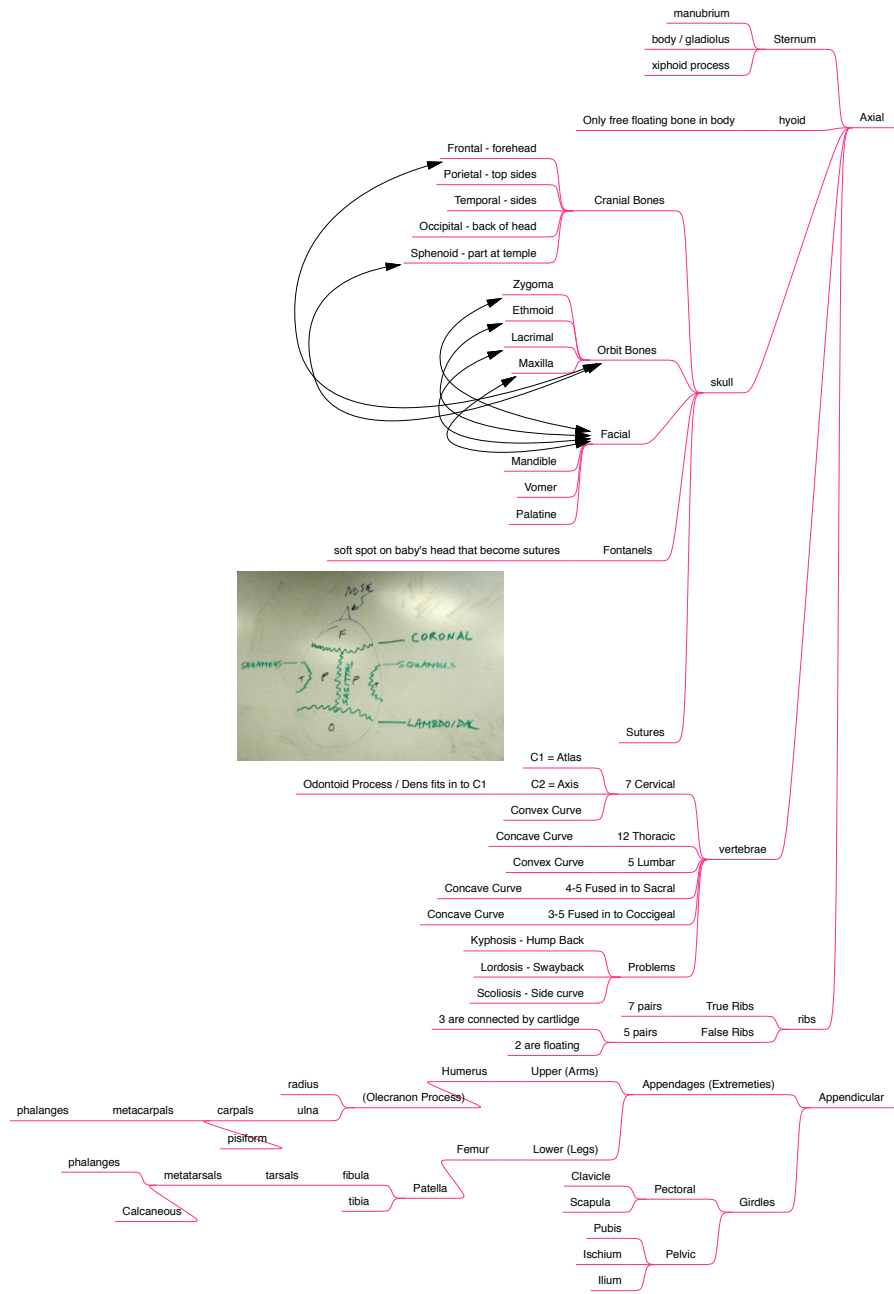 manubrium
body / gladiolus
Sternum
xiphoid process
Axial
Only free floating bone in body
hyoid
Frontal - forehead
Porietal - top sides
Temporal - sides
Cranial Bones
Occipital - back of head
Sphenoid - part at temple
Zygoma
Ethmoid
Lacrimal
Orbit Bones
Maxilla
skull
Facial
Mandible
Vomer
Palatine
soft spot on baby's head that become sutures
Fontanels
NOSE
F
CORONAL
SQUAMOUS
SQUAMOUS
T
P
SAGITTAL
P
T
LAMBDOIDAL
O
Sutures
C1 = Atlas
Odontoid Process / Dens fits in to C1
C2 = Axis
7 Cervical
Convex Curve
Concave Curve
12 Thoracic
vertebrae
Convex Curve
5 Lumbar
Concave Curve
4-5 Fused in to Sacral
Concave Curve
3-5 Fused in to Coccigeal
Kyphosis - Hump Back
Lordosis - Swayback
Problems
Scoliosis - Side curve
7 pairs
True Ribs
ribs
3 are connected by cartlidge
5 pairs
False Ribs
2 are floating
Humerus
Upper (Arms)
radius
Appendages (Extremeties)
(Olecranon Process)
Appendicular
phalanges
metacarpals
carpals
ulna
pisiform
Femur
Lower (Legs)
phalanges
metatarsals
tarsals
fibula
Clavicle
Patella
Pectoral
tibia
Scapula
Girdles
Calcaneous
Pubis
Ischium
Pelvic
Ilium